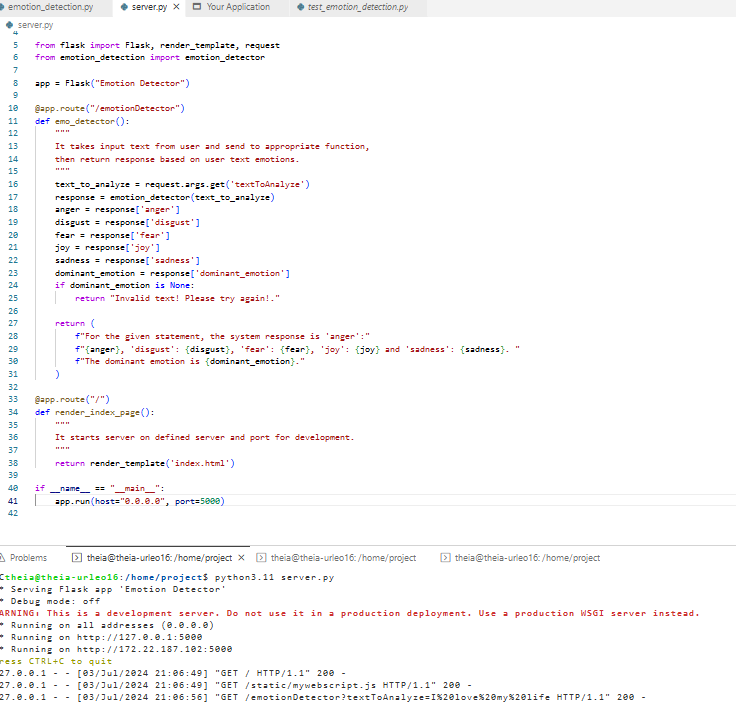 emotion_detection.py server.py × Your Application test_emotion_detection.py
server.py
4
5 from flask import Flask, render_template, request
6 from emotion_detection import emotion_detector
7
8 app = Flask("Emotion Detector")
9
10 @app.route("/emotionDetector")
11 def emo_detector():
12 """
13 It takes input text from user and send to appropriate function,
14 then return response based on user text emotions.
15 """
16 text_to_analyze = request.args.get('textToAnalyze')
17 response = emotion_detector(text_to_analyze)
18 anger = response['anger']
19 disgust = response['disgust']
20 fear = response['fear']
21 joy = response['joy']
22 sadness = response['sadness']
23 dominant_emotion = response['dominant_emotion']
24 if dominant_emotion is None:
25 return "Invalid text! Please try again!."
26
27 return (
28 f"For the given statement, the system response is 'anger':"
29 f"{anger}, 'disgust': {disgust}, 'fear': {fear}, 'joy': {joy} and 'sadness': {sadness}. "
30 f"The dominant emotion is {dominant_emotion}."
31 )
32
33 @app.route("/")
34 def render_index_page():
35 """
36 It starts server on defined server and port for development.
37 """
38 return render_template('index.html')
39
40 if __name__ == "__main__":
41 app.run(host="0.0.0.0", port=5000)
42
Problems theia@theia-urleo16: /home/project × theia@theia-urleo16: /home/project theia@theia-urleo16: /home/project
Ctheia@theia-urleo16:/home/project$ python3.11 server.py
* Serving Flask app 'Emotion Detector'
* Debug mode: off
ARNING: This is a development server. Do not use it in a production deployment. Use a production WSGI server instead.
* Running on all addresses (0.0.0.0)
* Running on http://127.0.0.1:5000
* Running on http://172.22.187.102:5000
ress CTRL+C to quit
27.0.0.1 - - [03/Jul/2024 21:06:49] "GET / HTTP/1.1" 200 -
27.0.0.1 - - [03/Jul/2024 21:06:49] "GET /static/mywebscript.js HTTP/1.1" 200 -
27.0.0.1 - - [03/Jul/2024 21:06:56] "GET /emotionDetector?textToAnalyze=I%20love%20my%20life HTTP/1.1" 200 -